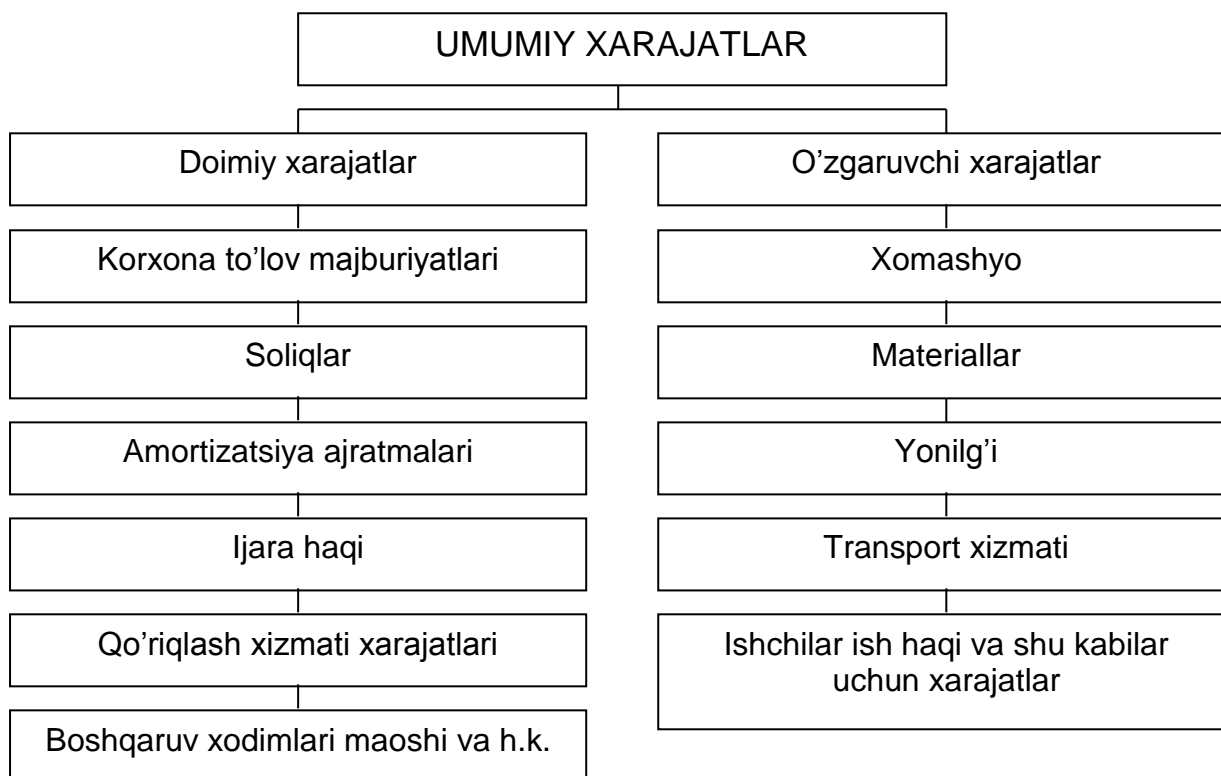 UMUMIY XARAJATLAR
Doimiy xarajatlar
Korxona to’lov majburiyatlari
Soliqlar
Amortizatsiya ajratmalari
Ijara haqi
Qo’riqlash xizmati xarajatlari
Boshqaruv xodimlari maoshi va h.k.
O’zgaruvchi xarajatlar
Xomashyo
Materiallar
Yonilg’i
Transport xizmati
Ishchilar ish haqi va shu kabilar
uchun xarajatlar